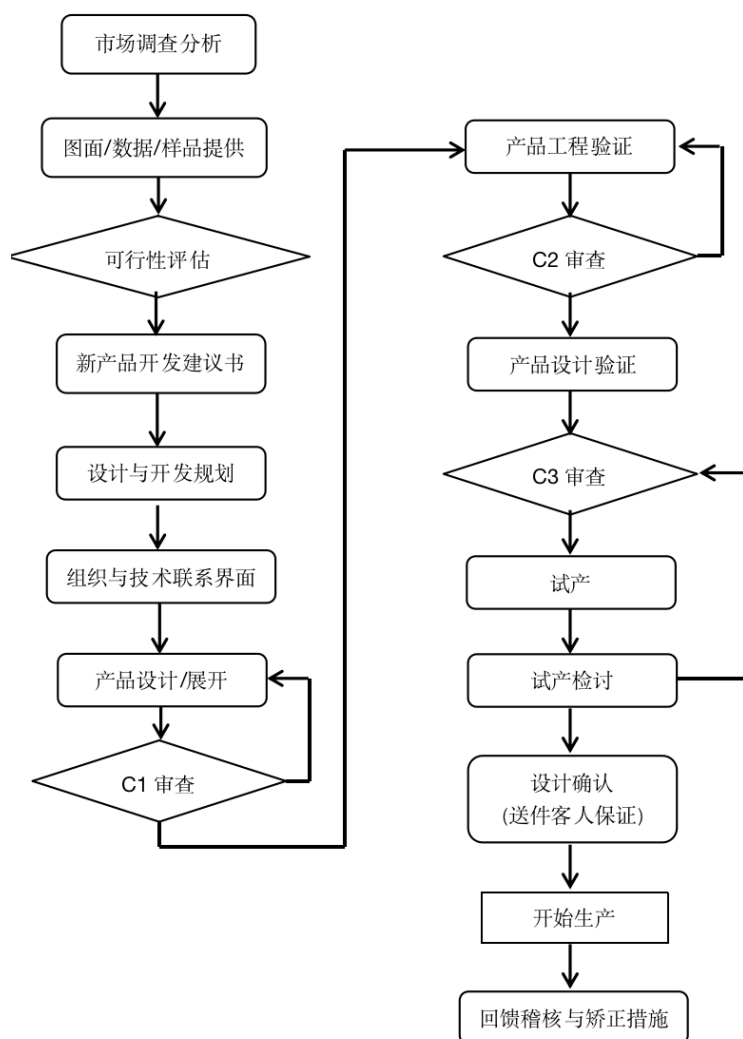 市场调查分析
图面/数据/样品提供
可行性评估
新产品开发建议书
设计与开发规划
组织与技术联系界面
产品设计/展开
C1 审查
产品工程验证
C2 审查
产品设计验证
C3 审查
试产
试产检讨
设计确认
(送件客人保证)
开始生产
回馈稽核与矫正措施